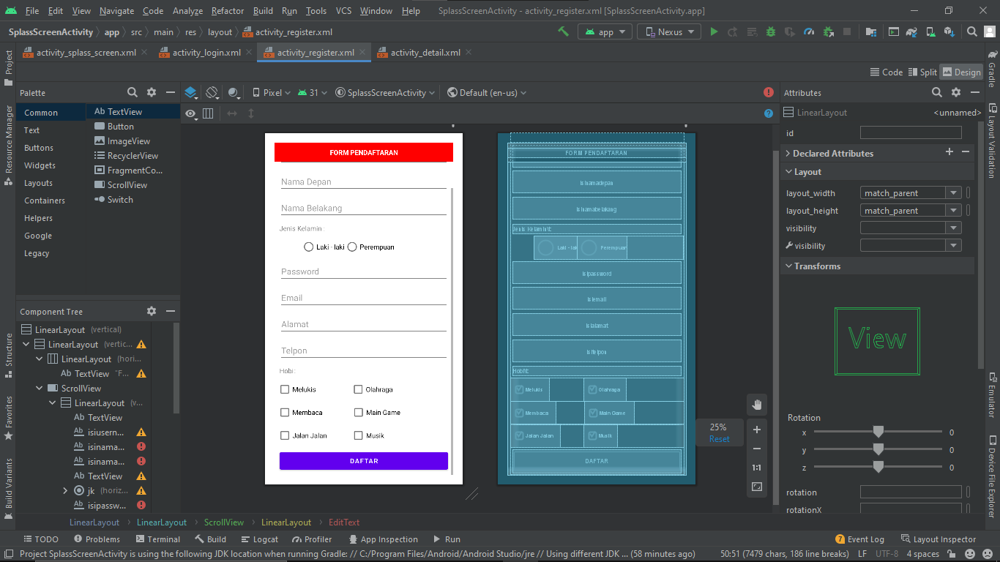 File Edit View Navigate Code Analyze Refactor Build Run Tools VCS Window Help SplassScreenActivity - activity_register.xml [SplassScreenActivity.app]
SplassScreenActivity app src main res layout activity_register.xml app Nexus
activity_splass_screen.xml activity_login.xml activity_register.xml activity_detail.xml
Code Split Design
Project
Resource Manager
Structure
Favorites
Build Variants
Palette
Common
Text
Buttons
Widgets
Layouts
Containers
Helpers
Google
Legacy
Ab TextView
Button
ImageView
RecyclerView
FragmentCo...
ScrollView
Switch
Component Tree
LinearLayout (vertical)
LinearLayout (vertic...
LinearLayout (hori...
Ab TextView "F...
ScrollView
LinearLayout (v...
Ab TextView
Ab isiusern...
Ab isinama...
Ab isinama...
Ab TextView
jk (horiz...
Ab isipassw...
Pixel 31 SplassScreenActivity Default (en-us)
FORM PENDAFTARAN
Nama Depan
Nama Belakang
Jenis Kelamin :
Laki - laki Perempuan
Password
Email
Alamat
Telpon
Hobi :
Melukis Olahraga
Membaca Main Game
Jalan Jalan Musik
DAFTAR
FORM PENDAFTARAN
isinamadepan
isinamabelakang
Laki - lak Perempuan
isipassword
isiemail
isialamat
isitelpon
Melukis Olahraga
Membaca Main Game
Jalan Jalan Musik
DAFTAR
25%
Reset
1:1
Attributes
LinearLayout <unnamed>
id
Declared Attributes
Layout
layout_width match_parent
layout_height match_parent
visibility
visibility
Transforms
View
Rotation
x 0
y 0
z 0
rotation
rotationX
Gradle
Layout Validation
Emulator
Device File Explorer
LinearLayout LinearLayout ScrollView LinearLayout EditText
TODO Problems Terminal Build Logcat Profiler App Inspection Run 7 Event Log Layout Inspector
Project SplassScreenActivity is using the following JDK location when running Gradle: // C:/Program Files/Android/Android Studio/jre // Using different JDK ... (58 minutes ago) 50:51 (7479 chars, 186 line breaks) LF UTF-8 4 spaces